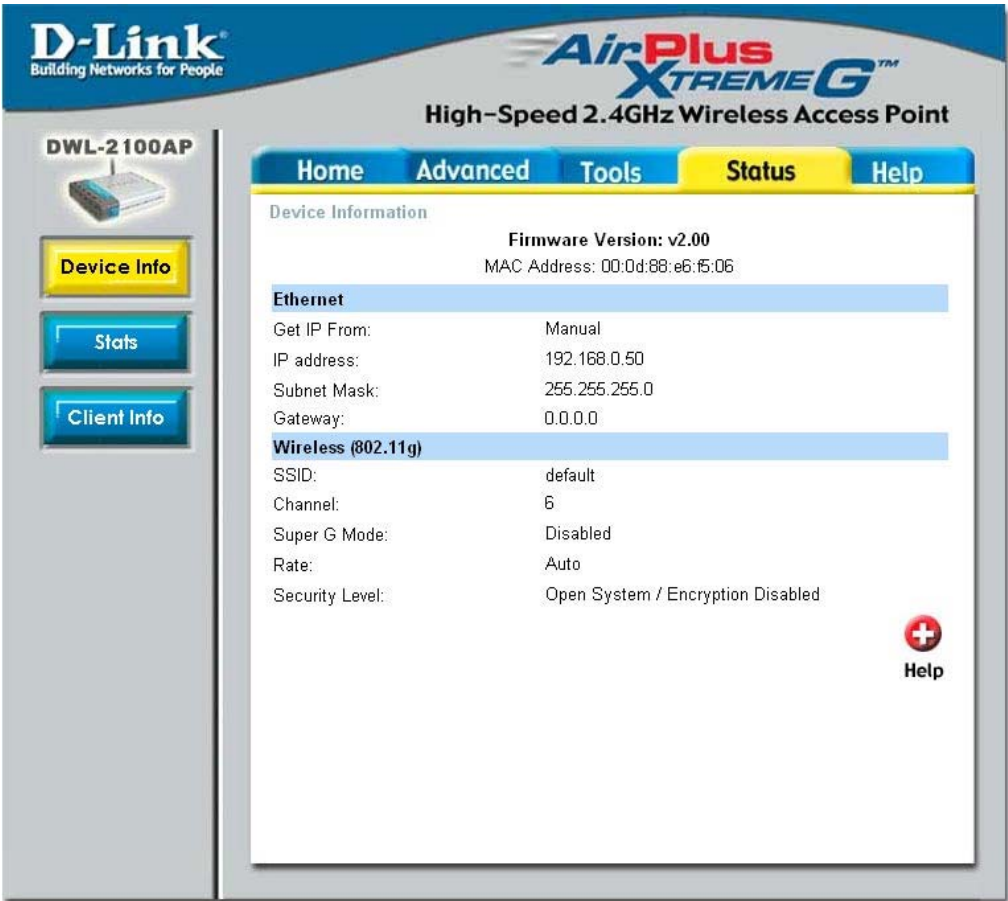 D-Link
Building Networks for People
AirPlus
XTREME G™
High-Speed 2.4GHz Wireless Access Point
DWL-2100AP
Home Advanced Tools Status Help
Device Info
Stats
Client Info
Device Information
Firmware Version: v2.00
MAC Address: 00:0d:88:e6:f5:06
Ethernet
Get IP From: Manual
IP address: 192.168.0.50
Subnet Mask: 255.255.255.0
Gateway: 0.0.0.0
Wireless (802.11g)
SSID: default
Channel: 6
Super G Mode: Disabled
Rate: Auto
Security Level: Open System / Encryption Disabled
Help